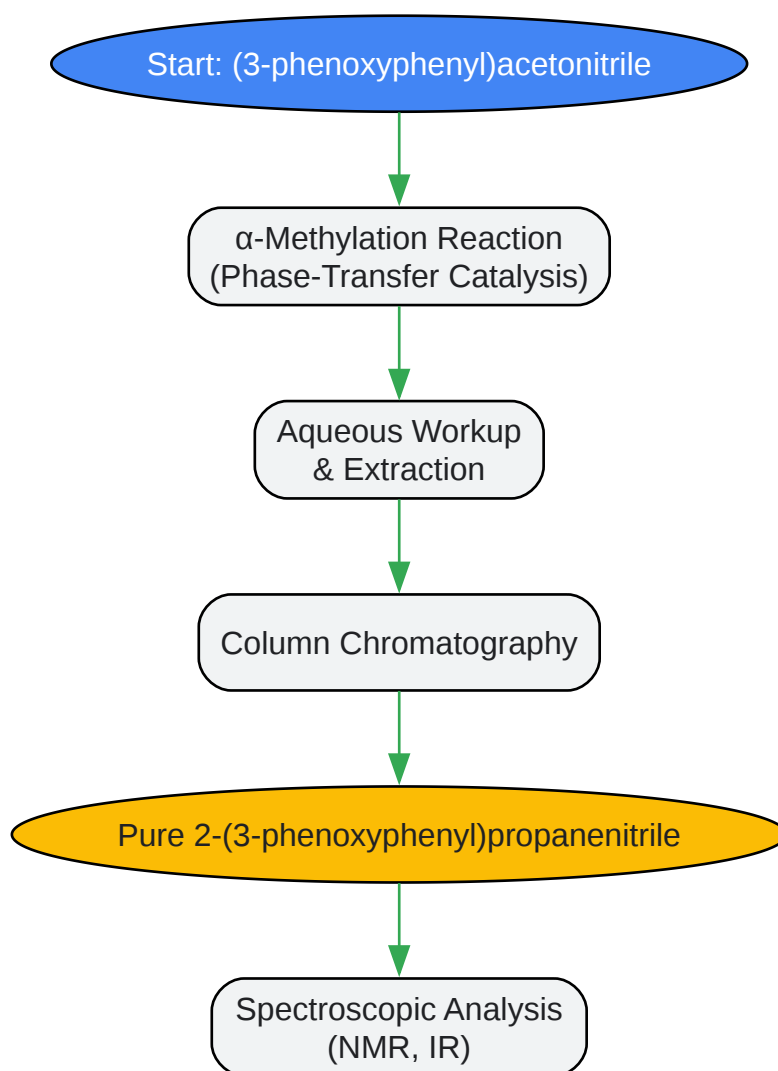 Start: (3-phenoxyphenyl)acetonitrile
α-Methylation Reaction
(Phase-Transfer Catalysis)
Aqueous Workup
& Extraction
Column Chromatography
Pure 2-(3-phenoxyphenyl)propanenitrile
Spectroscopic Analysis
(NMR, IR)